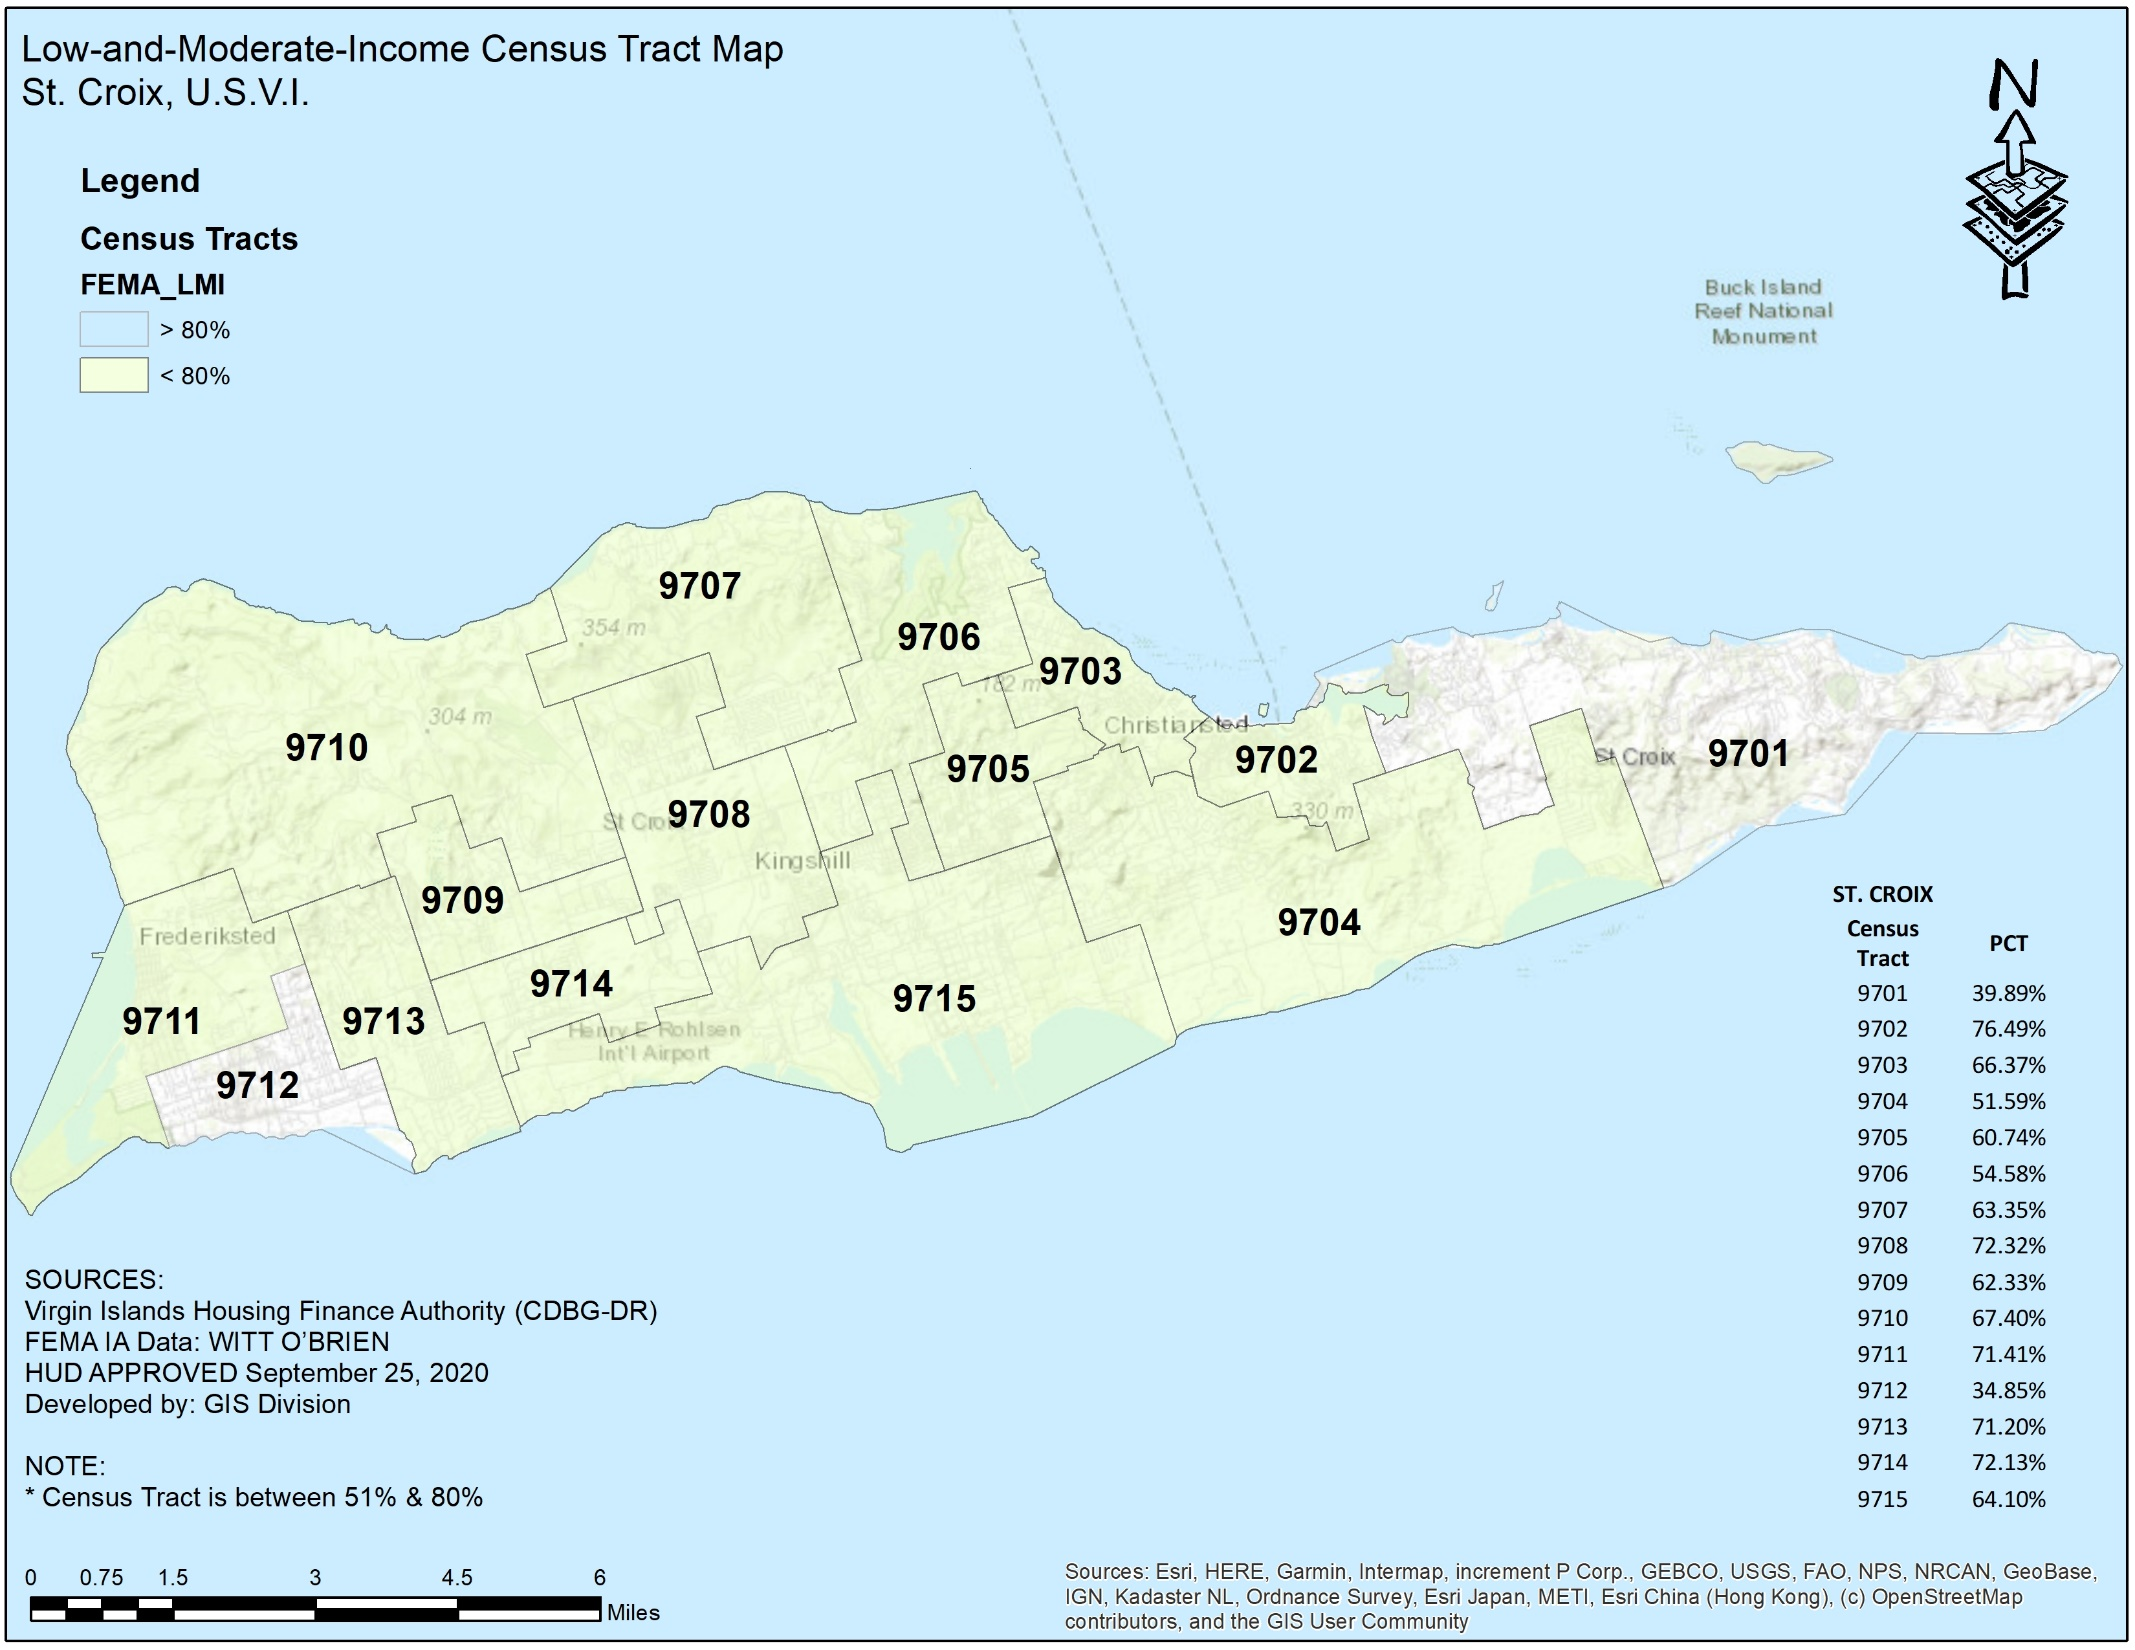 Low-and-Moderate-Income Census Tract Map
St. Croix, U.S.V.I.
N
Legend
Census Tracts
FEMA_LMI
> 80%
< 80%
Buck Island
Reef National
Monument
9707
354 m
9706
9703
182 m
304 m
9710
Christiansted
9702
St Croix
9701
9705
330 m
St Croix
9708
Kingshill
9709
9704
Frederiksted
9714
9715
9711
9713
Henry E Rohlsen
Int'l Airport
9712
ST. CROIX
Census
Tract
PCT
9701 39.89%
9702 76.49%
9703 66.37%
9704 51.59%
9705 60.74%
9706 54.58%
9707 63.35%
9708 72.32%
9709 62.33%
9710 67.40%
9711 71.41%
9712 34.85%
9713 71.20%
9714 72.13%
9715 64.10%
SOURCES:
Virgin Islands Housing Finance Authority (CDBG-DR)
FEMA IA Data: WITT O’BRIEN
HUD APPROVED September 25, 2020
Developed by: GIS Division
NOTE:
* Census Tract is between 51% & 80%
0 0.75 1.5 3 4.5 6
Miles
Sources: Esri, HERE, Garmin, Intermap, increment P Corp., GEBCO, USGS, FAO, NPS, NRCAN, GeoBase,
IGN, Kadaster NL, Ordnance Survey, Esri Japan, METI, Esri China (Hong Kong), (c) OpenStreetMap
contributors, and the GIS User Community